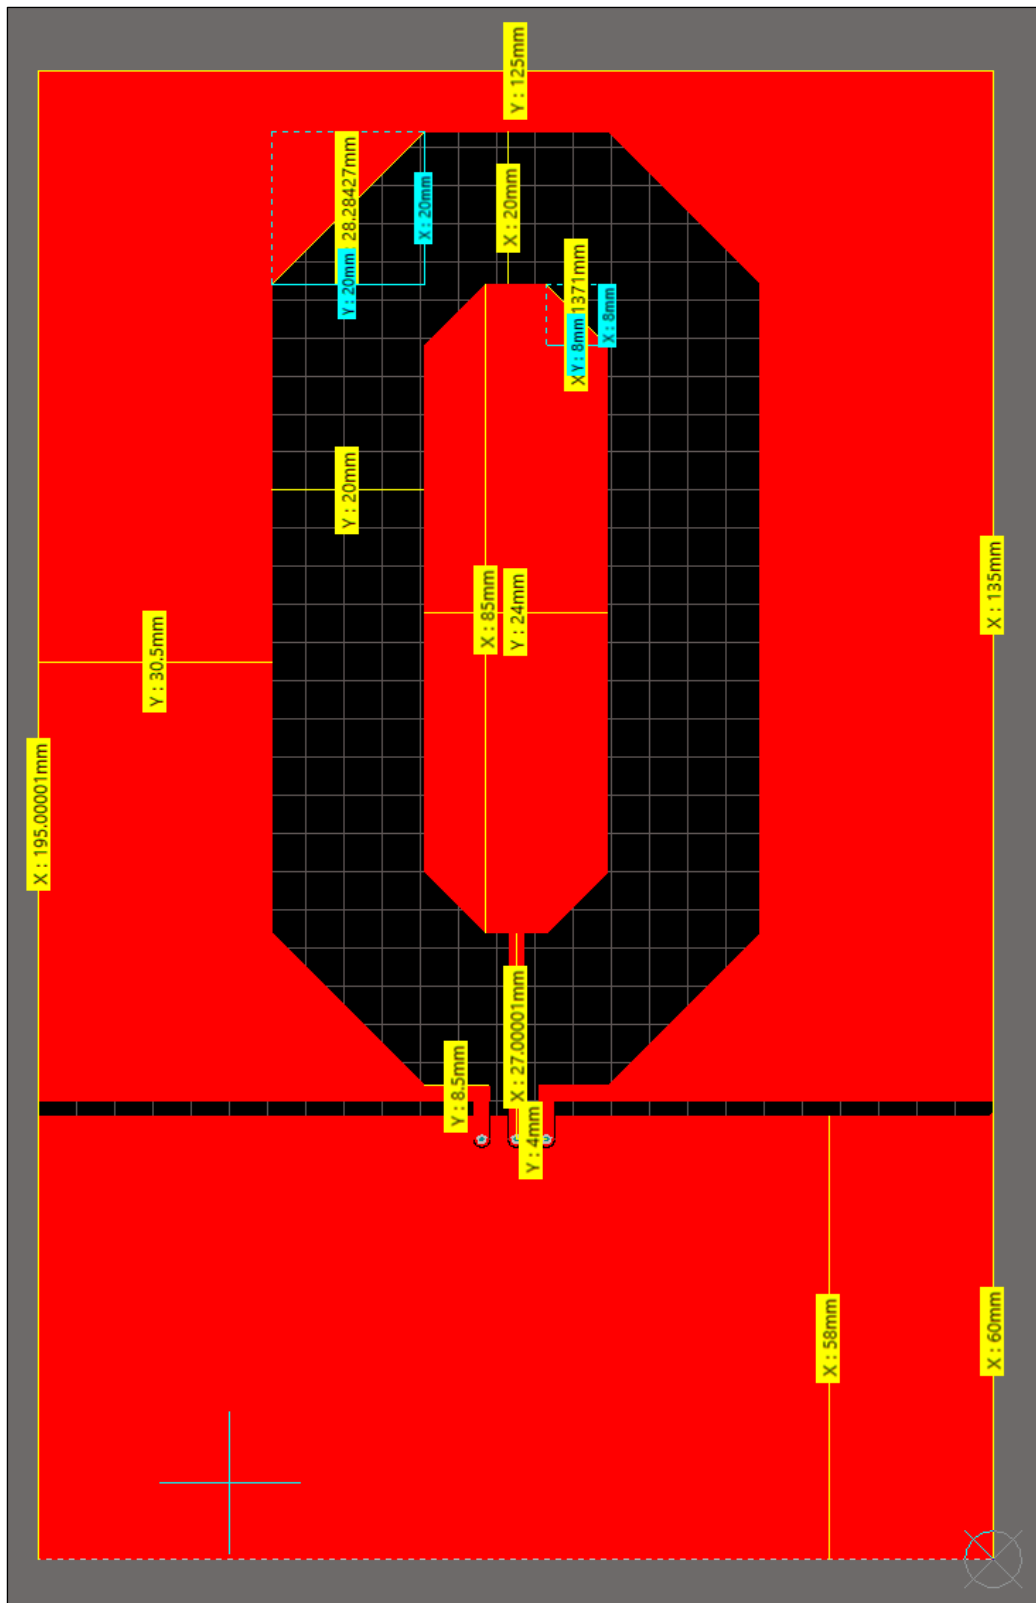 Y : 125mm
28.28427mm
X : 20mm
Y : 20mm
X : 20mm
1371mm
X
Y : 8mm
X : 8mm
Y : 20mm
X : 85mm
Y : 24mm
X : 135mm
Y : 30.5mm
X : 195.00001mm
X : 27.00001mm
Y : 8.5mm
Y : 4mm
X : 58mm
X : 60mm